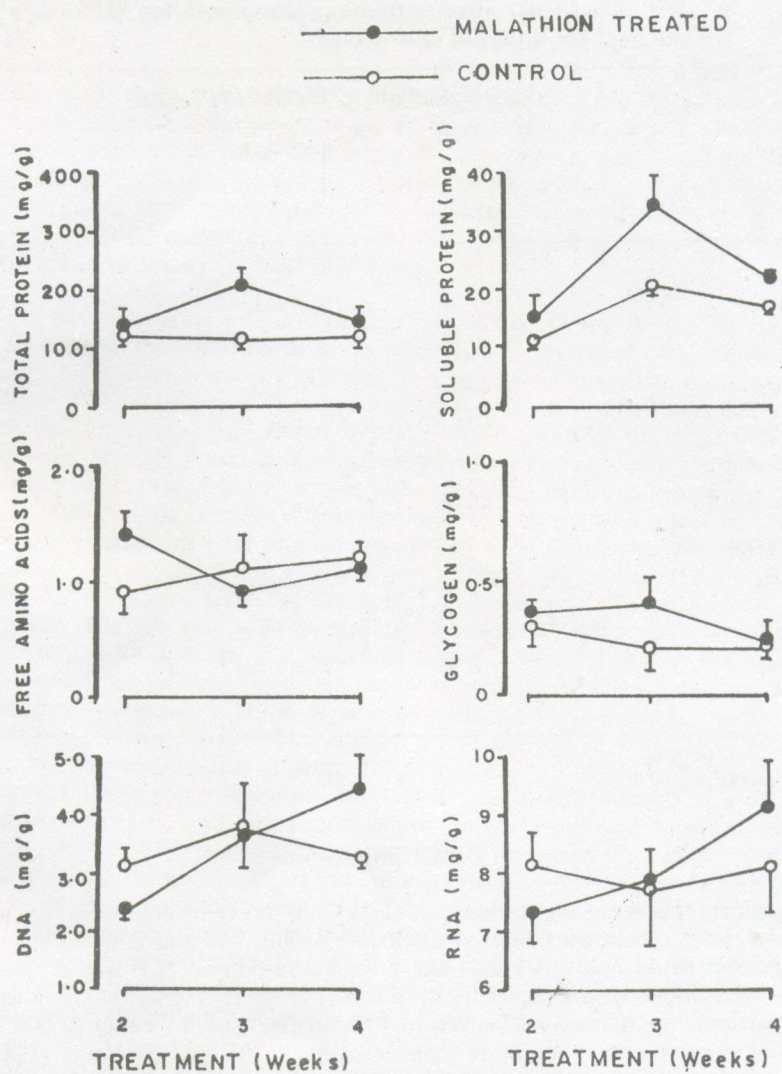 MALATHION TREATED
CONTROL
TOTAL PROTEIN (mg/g)
400
300
200
100
0
SOLUBLE PROTEIN (mg/g)
40
30
20
10
0
FREE AMINO ACIDS (mg/g)
2·0
1·0
0
GLYCOGEN (mg/g)
1·0
0·5
0
DNA (mg/g)
5·0
4·0
3·0
2·0
1·0
2 3 4
TREATMENT (Weeks)
RNA (mg/g)
10
9
8
7
6
2 3 4
TREATMENT (Weeks)